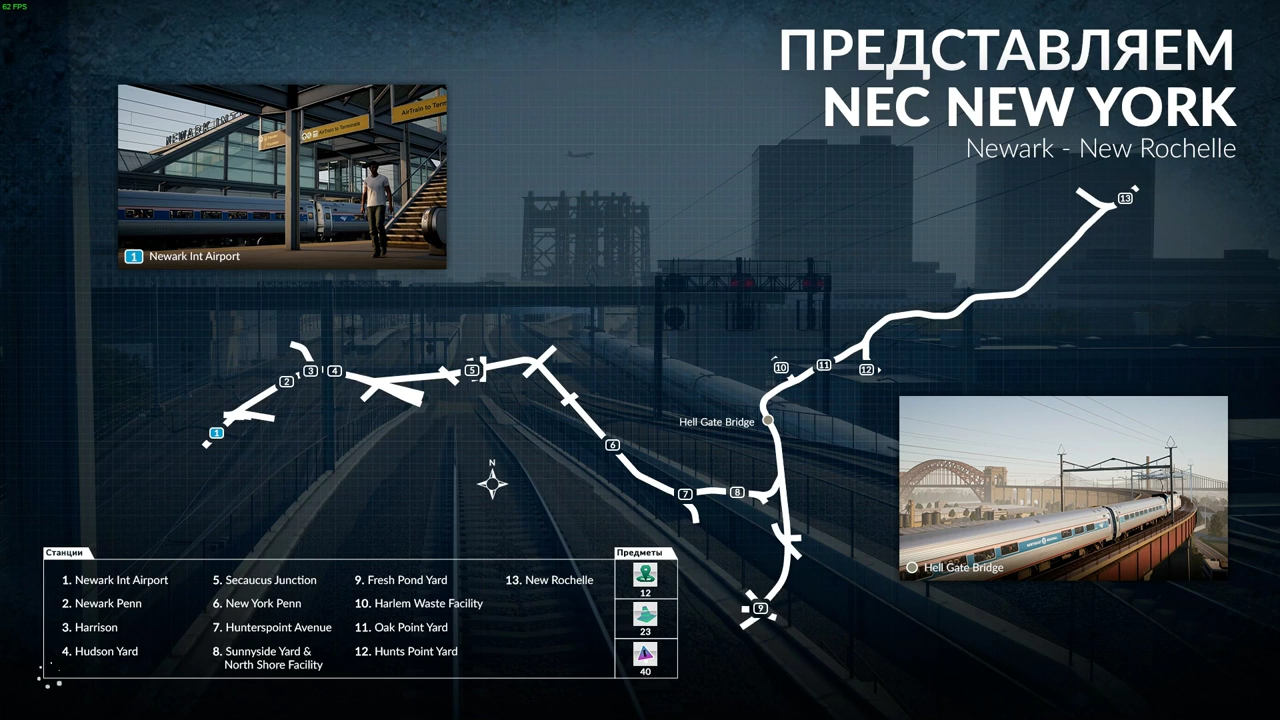 62 FPS
ПРЕДСТАВЛЯЕМ
NEC NEW YORK
Newark - New Rochelle
AirTrain to Term
AirTrain to Terminals
NEWARK INT
1 Newark Int Airport
13
10
11
12
3
4
5
2
1
Hell Gate Bridge
6
N
7
8
9
Hell Gate Bridge
Станции
1. Newark Int Airport
2. Newark Penn
3. Harrison
4. Hudson Yard
5. Secaucus Junction
6. New York Penn
7. Hunterspoint Avenue
8. Sunnyside Yard &
North Shore Facility
9. Fresh Pond Yard
10. Harlem Waste Facility
11. Oak Point Yard
12. Hunts Point Yard
13. New Rochelle
Предметы
12
23
40